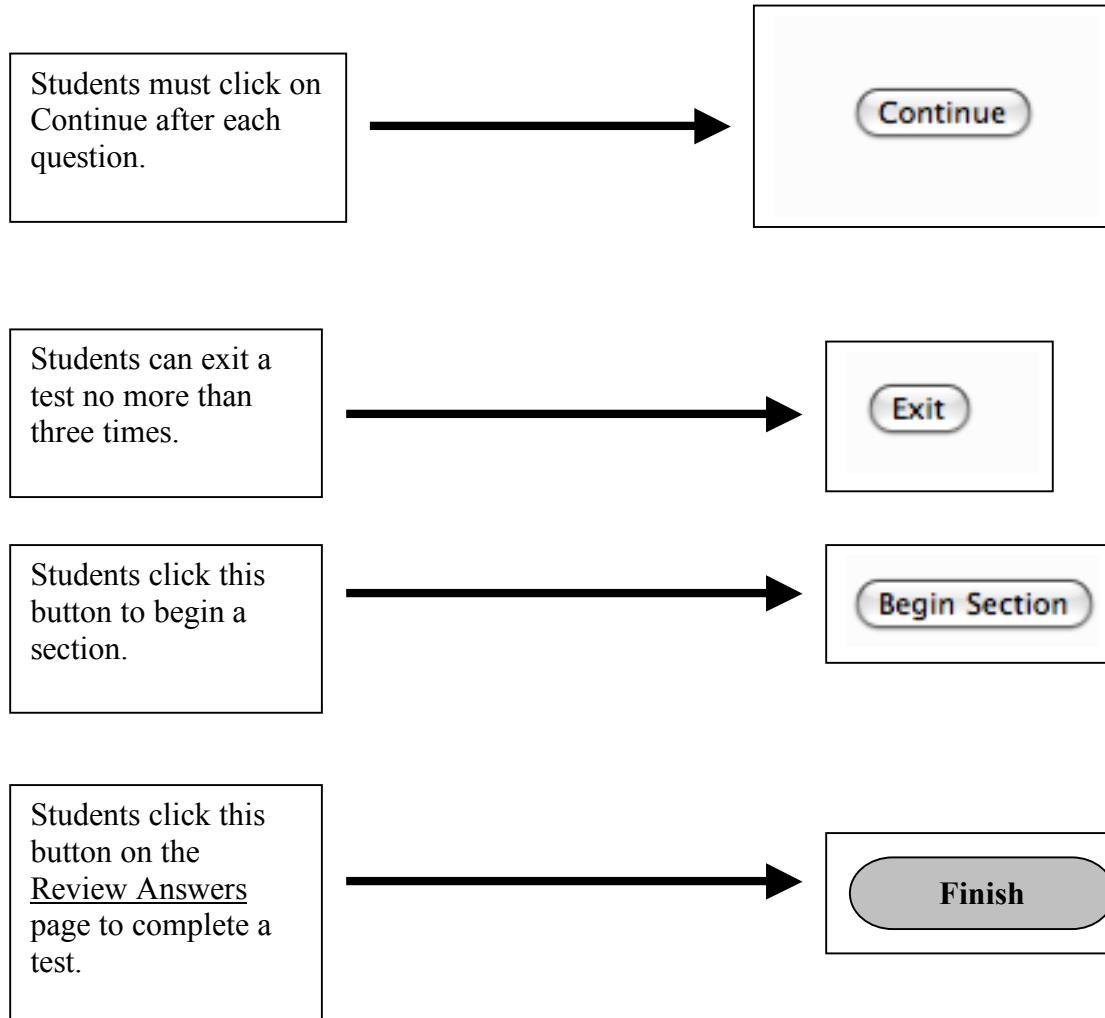 Students must click on
Continue after each
question.
Continue
Students can exit a
test no more than
three times.
Exit
Students click this
button to begin a
section.
Begin Section
Students click this
button on the
Review Answers
page to complete a
test.
Finish